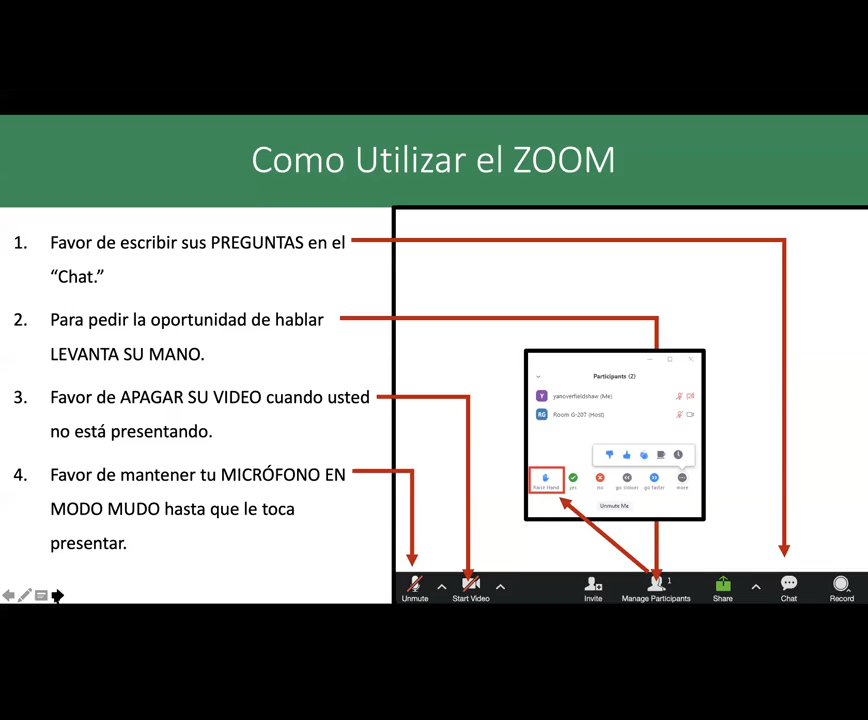 Como Utilizar el ZOOM
1. Favor de escribir sus PREGUNTAS en el
“Chat.”
2. Para pedir la oportunidad de hablar
LEVANTA SU MANO.
3. Favor de APAGAR SU VIDEO cuando usted
no está presentando.
4. Favor de mantener tu MICRÓFONO EN
MODO MUDO hasta que le toca
presentar.
Participants (2)
Y yanoverfieldshaw (Me)
RG Room G-207 (Host)
Raise Hand yes no go slower go faster more
Unmute Me
1
Unmute Start Video Invite Manage Participants Share Chat Record